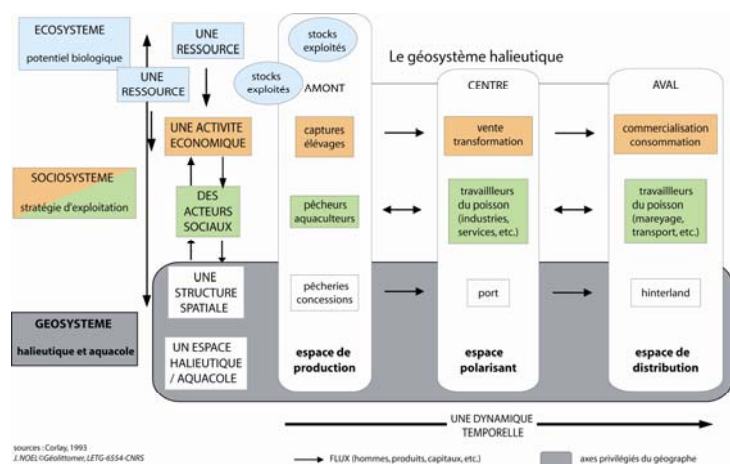 ECOSYSTEME
potentiel biologique
UNE
RESSOURCE
UNE
RESSOURCE
stocks
exploités
stocks
exploités
Le géosystème halieutique
AMONT
CENTRE
AVAL
UNE ACTIVITE
ECONOMIQUE
captures
élévages
vente
transformation
commercialisation
consommation
SOCIOSYSTEME
stratégie d'exploitation
DES
ACTEURS
SOCIAUX
pêcheurs
aquaculteurs
travailleurs
du poisson
(industries,
services, etc.)
travailleurs
du poisson
(mareyage,
transport, etc.)
UNE
STRUCTURE
SPATIALE
pêcheries
concessions
port
hinterland
GEOSYSTEME
halieutique et aquacole
UN ESPACE
HALIEUTIQUE
/ AQUACOLE
espace de
production
espace
polarisant
espace de
distribution
UNE DYNAMIQUE
TEMPORELLE
sources : Corlay, 1993
J.NOEL©Géolittomer, LETG-6554-CNRS
FLUX (hommes, produits, capitaux, etc.)
axes privilégiés du géographe